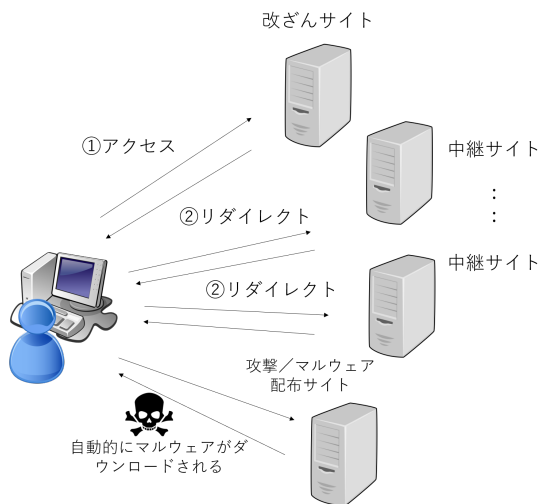 改ざんサイト
①アクセス
中継サイト
:
:
②リダイレクト
中継サイト
②リダイレクト
攻撃／マルウェア
配布サイト
自動的にマルウェアがダ
ウンロードされる